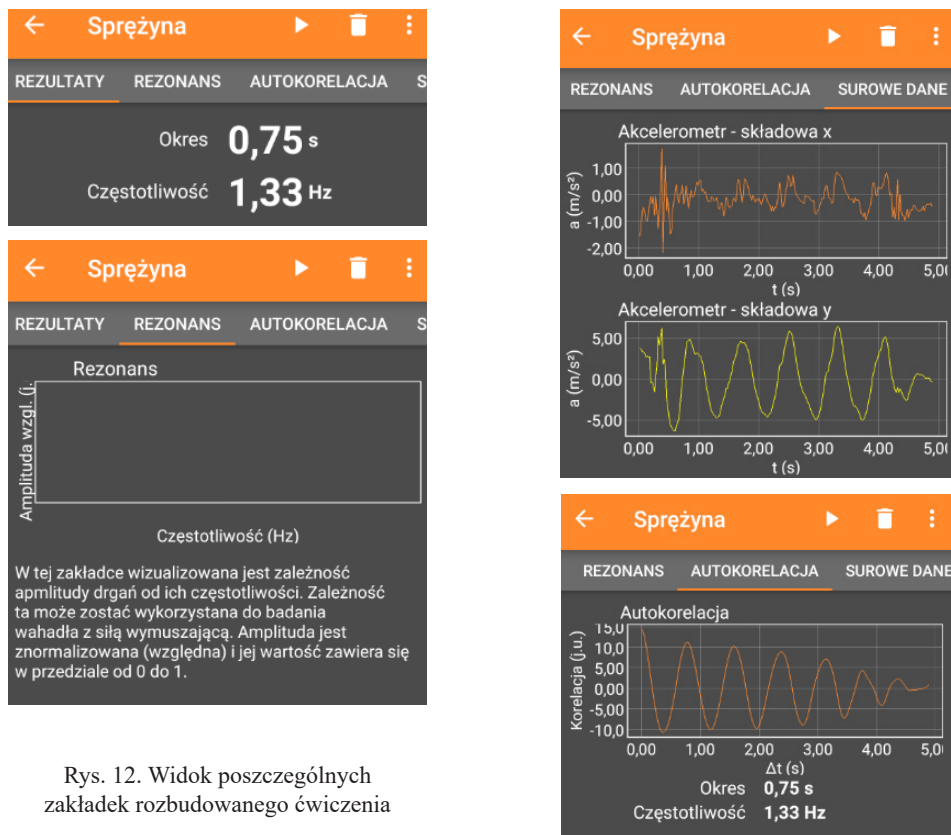 Sprężyna
REZULTATY REZONANS AUTOKORELACJA S
Okres 0,75 s
Częstotliwość 1,33 Hz
Sprężyna
REZULTATY REZONANS AUTOKORELACJA S
Rezonans
Amplituda wzgl. (j.
Częstotliwość (Hz)
W tej zakładce wizualizowana jest zależność
apmlitudy drgań od ich częstotliwości. Zależność
ta może zostać wykorzystana do badania
wahadła z siłą wymuszającą. Amplituda jest
znormalizowana (względna) i jej wartość zawiera się
w przedziale od 0 do 1.
Rys. 12. Widok poszczególnych
zakładek rozbudowanego ćwiczenia
Sprężyna
REZONANS AUTOKORELACJA SUROWE DANE
Akcelerometr - składowa x
a (m/s²)
1,00
0,00
-1,00
-2,00
0,00 1,00 2,00 3,00 4,00 5,0
t (s)
Akcelerometr - składowa y
a (m/s²)
5,00
0,00
-5,00
0,00 1,00 2,00 3,00 4,00 5,0
t (s)
Sprężyna
REZONANS AUTOKORELACJA SUROWE DANE
Autokorelacja
Korelacja (j.u.)
15,0
10,0
5,00
0,00
-5,00
-10,0
0,00 1,00 2,00 3,00 4,00 5,0
Δt (s)
Okres 0,75 s
Częstotliwość 1,33 Hz